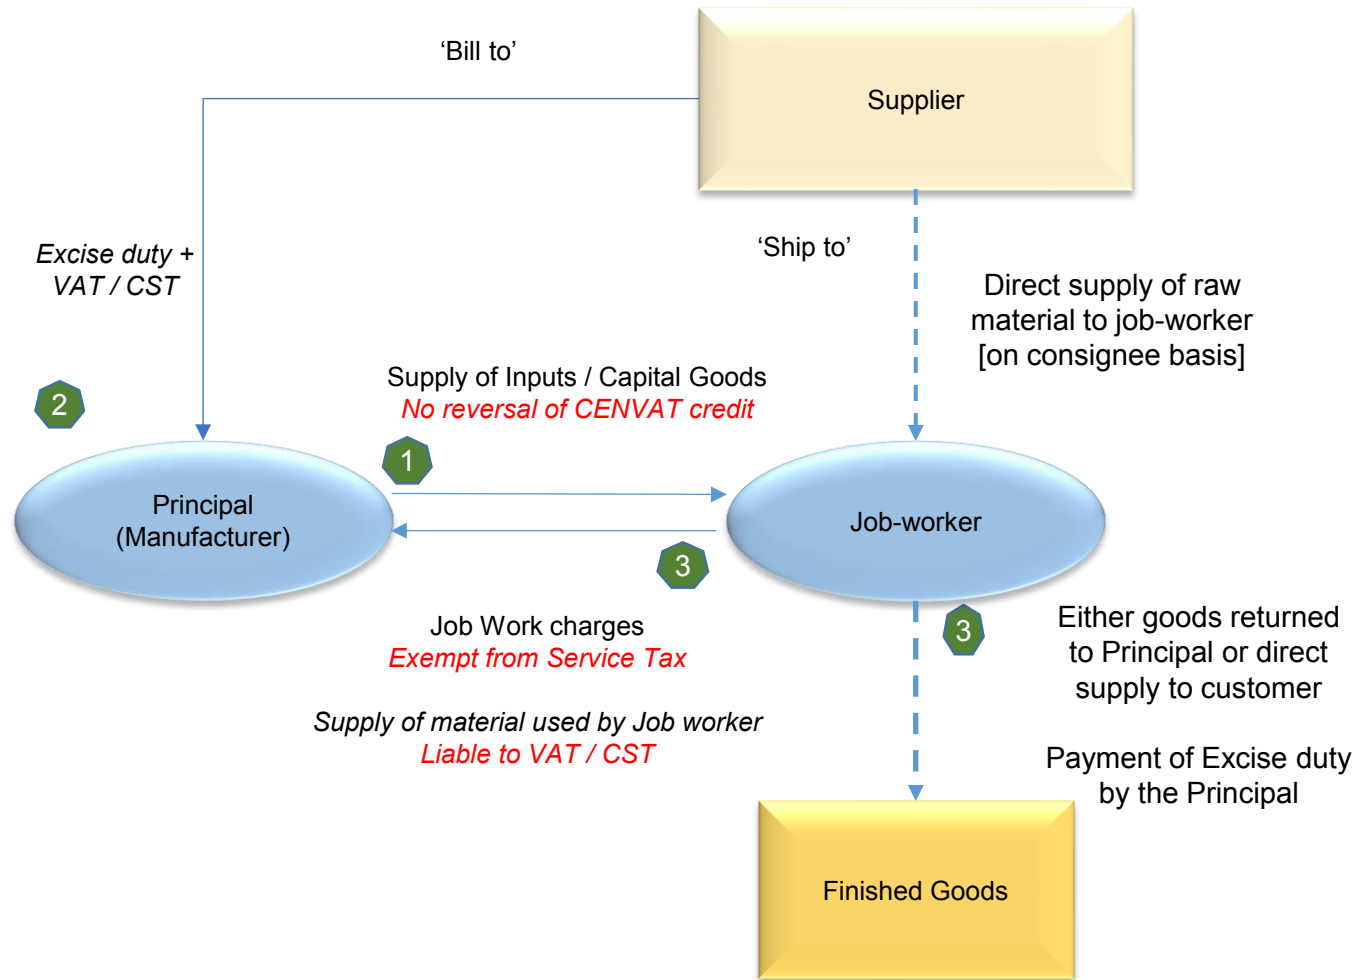 ‘Bill to’
Supplier
Excise duty +
VAT / CST
‘Ship to’
Direct supply of raw
material to job-worker
[on consignee basis]
2
Supply of Inputs / Capital Goods
No reversal of CENVAT credit
1
Principal
(Manufacturer)
Job-worker
3
Job Work charges
Exempt from Service Tax
Supply of material used by Job worker
Liable to VAT / CST
3
Either goods returned
to Principal or direct
supply to customer
Payment of Excise duty
by the Principal
Finished Goods